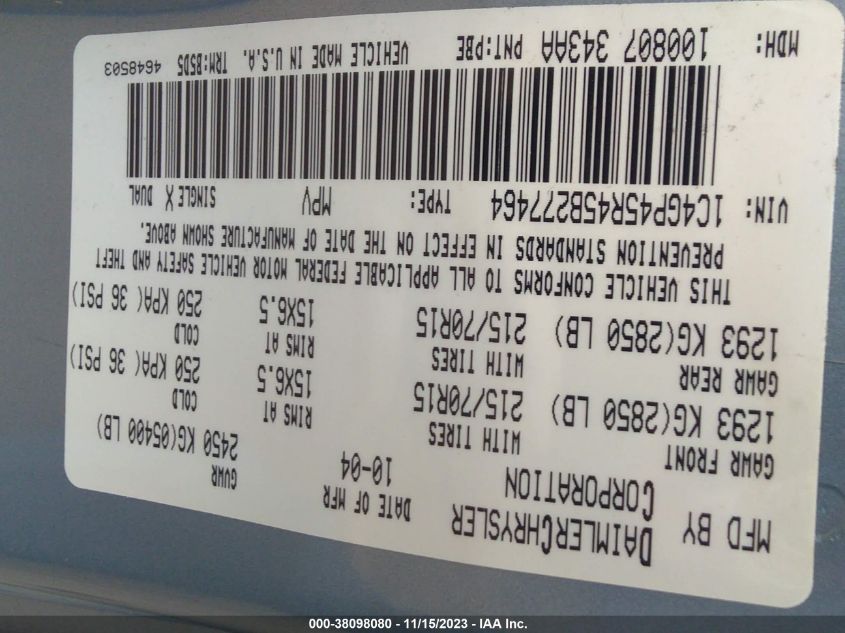 MFD BY DAIMLERCHRYSLER CORPORATION
DATE OF MFR 10-04
GVWR 2450 KG(05400 LB)
GAWR FRONT 1293 KG(2850 LB)
WITH TIRES 215/70R15
RIMS AT 15X6.5
COLD 250 KPA( 36 PSI)
GAWR REAR 1293 KG(2850 LB)
WITH TIRES 215/70R15
RIMS AT 15X6.5
COLD 250 KPA( 36 PSI)
THIS VEHICLE CONFORMS TO ALL APPLICABLE FEDERAL MOTOR VEHICLE SAFETY AND THEFT
PREVENTION STANDARDS IN EFFECT ON THE DATE OF MANUFACTURE SHOWN ABOVE.
VIN: 1C4GP45R45B277464 TYPE: MPV SINGLE X DUAL
MDH: 100807 343AA PNT:PBE VEHICLE MADE IN U.S.A. TRM:B5D5 4648503
000-38098080 - 11/15/2023 - IAA Inc.